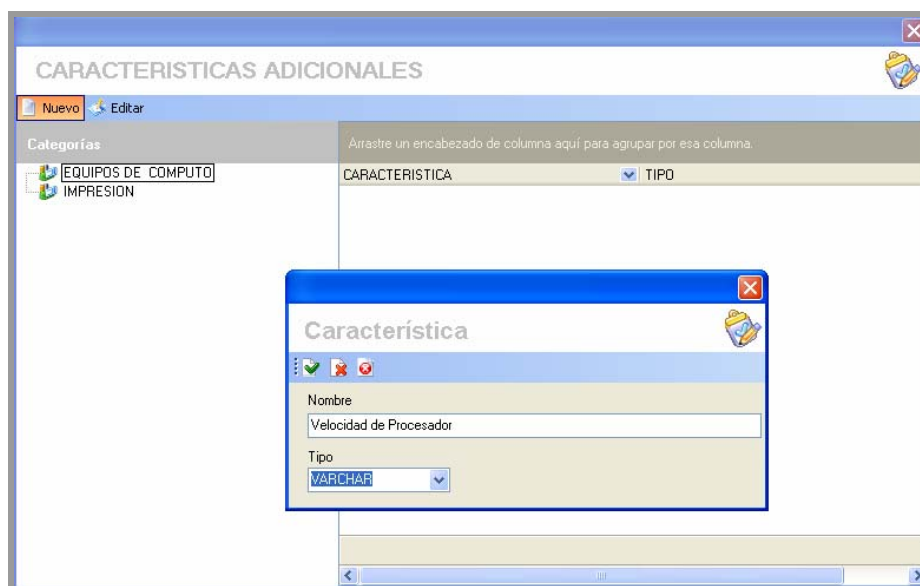 CARACTERISTICAS ADICIONALES
Nuevo Editar
Categorías
Arrastre un encabezado de columna aquí para agrupar por esa columna.
EQUIPOS DE COMPUTO
IMPRESION
CARACTERISTICA TIPO
Característica
Nombre
Velocidad de Procesador
Tipo
VARCHAR